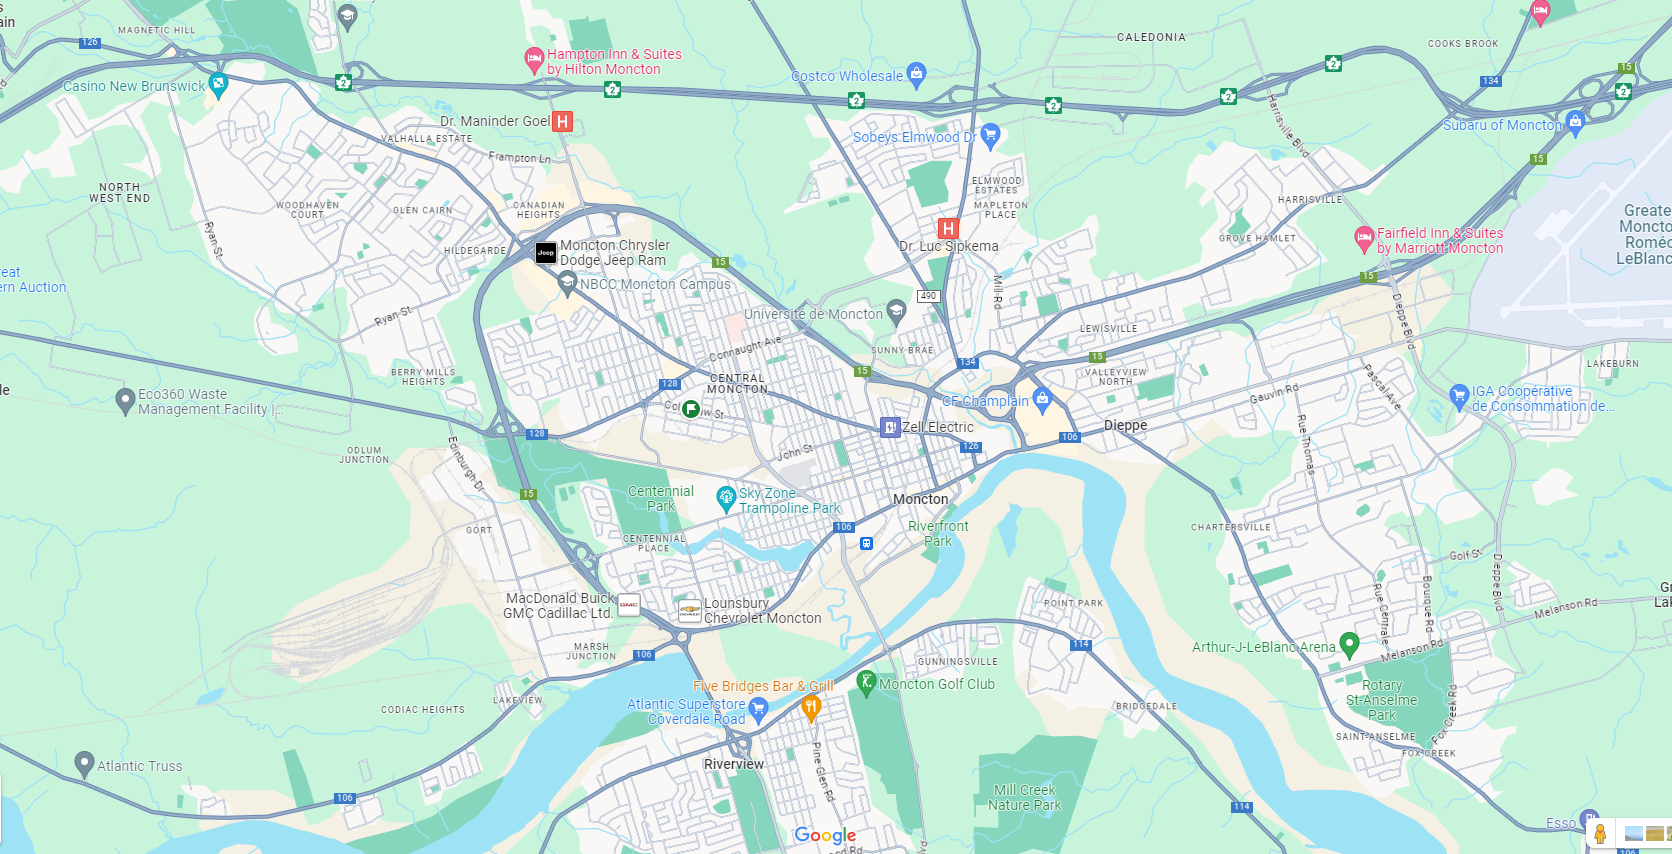 MAGNETIC HILL
126
Hampton Inn & Suites
by Hilton Moncton
CALEDONIA
COOKS BROOK
15
134
2
2
2
2
2
2
2
Costco Wholesale
Casino New Brunswick
Dr. Maninder Goel
H
Sobeys Elmwood Dr
Subaru of Moncton
Harrisville Blvd
VALHALLA ESTATE
Frampton Ln
15
ELMWOOD
ESTATES
MAPLETON
PLACE
NORTH
WEST END
WOODHAVEN
COURT
GLEN CAIRN
CANADIAN
HEIGHTS
HARRISVILLE
Ryan St.
H
Dr. Luc Sipkema
GROVE HAMLET
Fairfield Inn & Suites
by Marriott Moncton
Greate
Moncto
Roméo
LeBlanc
HILDEGARDE
Jeep
Moncton Chrysler
Dodge Jeep Ram
15
15
reat
ern Auction
NBCC Moncton Campus
Mill Rd
490
Dieppe Blvd
Ryan St.
Université de Moncton
LEWISVILLE
Connaught Ave
SUNNY BRAE
134
15
LAKEBURN
BERRY MILLS
HEIGHTS
128
CENTRAL
MONCTON
15
VALLEYVIEW
NORTH
Pascal Ave
le
Eco360 Waste
Management Facility |...
CF Champlain
Gauvin Rd
IGA Coopérative
de Consommation de...
128
Zell Electric
126
106
Dieppe
Rue Thomas
ODLUM
JUNCTION
Edinburgh Dr
John St
15
Centennial
Park
Sky Zone
Trampoline Park
Moncton
106
Riverfront
Park
CHARTERSVILLE
GORT
CENTENNIAL
PLACE
Golf St
Dieppe Blvd
MacDonald Buick
GMC Cadillac Ltd.
GMC
Lounsbury
Chevrolet Moncton
POINT PARK
Rue Centrale
Bourque Rd
Melanson Rd
Gr
Lak
MARSH
JUNCTION
106
114
Arthur-J-LeBlanc Arena
Melanson Rd
GUNNINGSVILLE
Five Bridges Bar & Grill
Moncton Golf Club
Rotary
St-Anselme
Park
LAKEVIEW
CODIAC HEIGHTS
Atlantic Superstore
Coverdale Road
BRIDGEDALE
Fox Creek Rd
SAINT-ANSELME
FOX CREEK
Atlantic Truss
Riverview
Pine Glen Rd
106
Mill Creek
Nature Park
114
Google
Esso
106